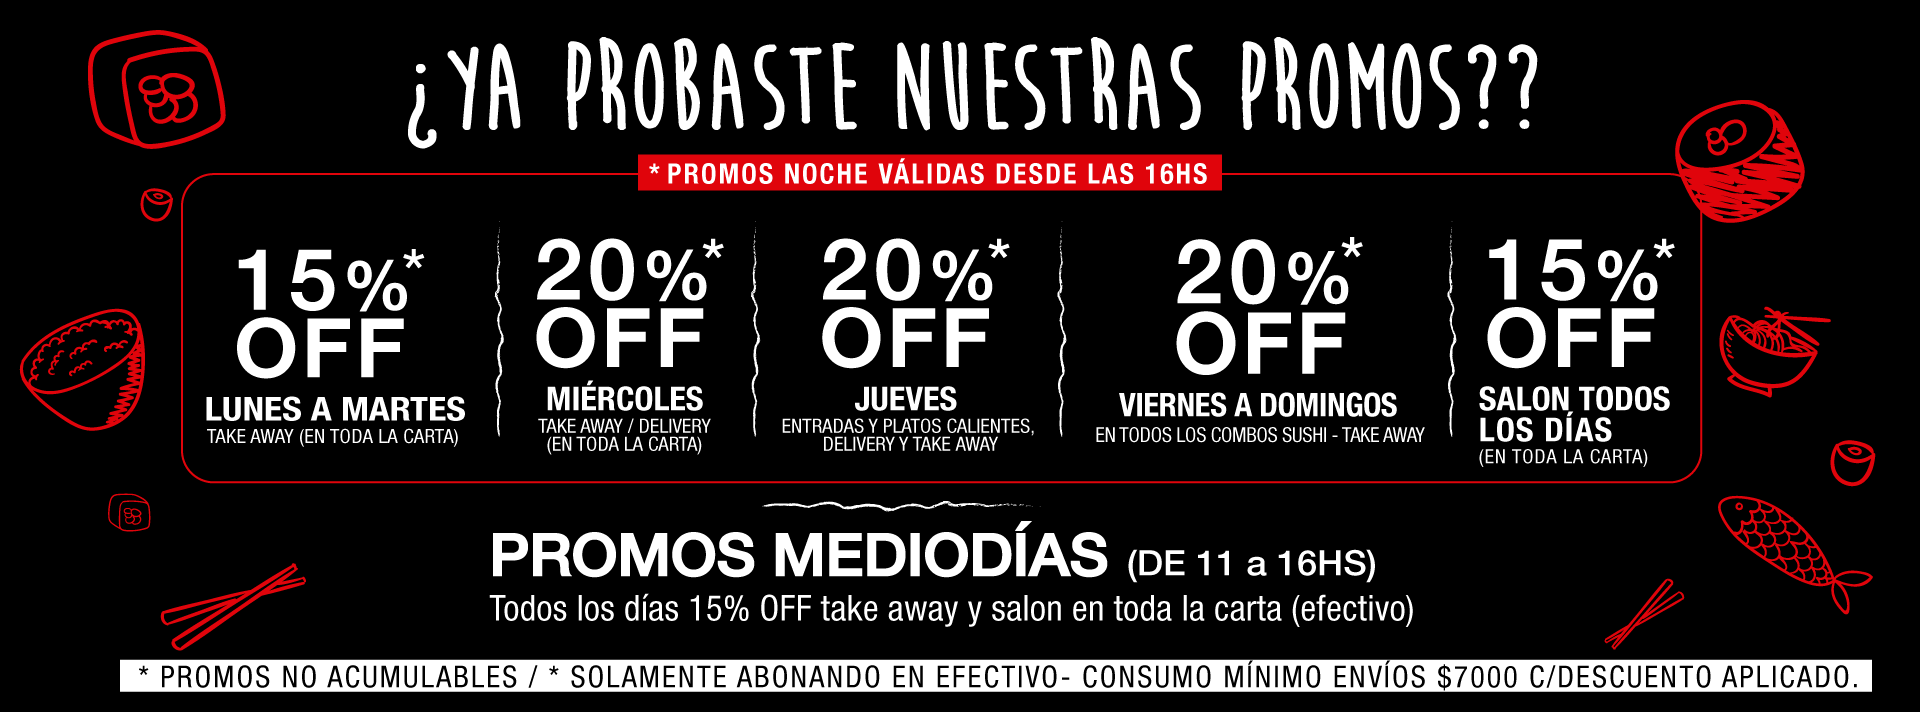 ¿YA PROBASTE NUESTRAS PROMOS??
* PROMOS NOCHE VÁLIDAS DESDE LAS 16HS
15%*
OFF
LUNES A MARTES
TAKE AWAY (EN TODA LA CARTA)
20%*
OFF
MIÉRCOLES
TAKE AWAY / DELIVERY
(EN TODA LA CARTA)
20%*
OFF
JUEVES
ENTRADAS Y PLATOS CALIENTES,
DELIVERY Y TAKE AWAY
20%*
OFF
VIERNES A DOMINGOS
EN TODOS LOS COMBOS SUSHI - TAKE AWAY
15%*
OFF
SALON TODOS
LOS DÍAS
(EN TODA LA CARTA)
PROMOS MEDIODÍAS (DE 11 a 16HS)
Todos los días 15% OFF take away y salon en toda la carta (efectivo)
* PROMOS NO ACUMULABLES / * SOLAMENTE ABONANDO EN EFECTIVO- CONSUMO MÍNIMO ENVÍOS $7000 C/DESCUENTO APLICADO.